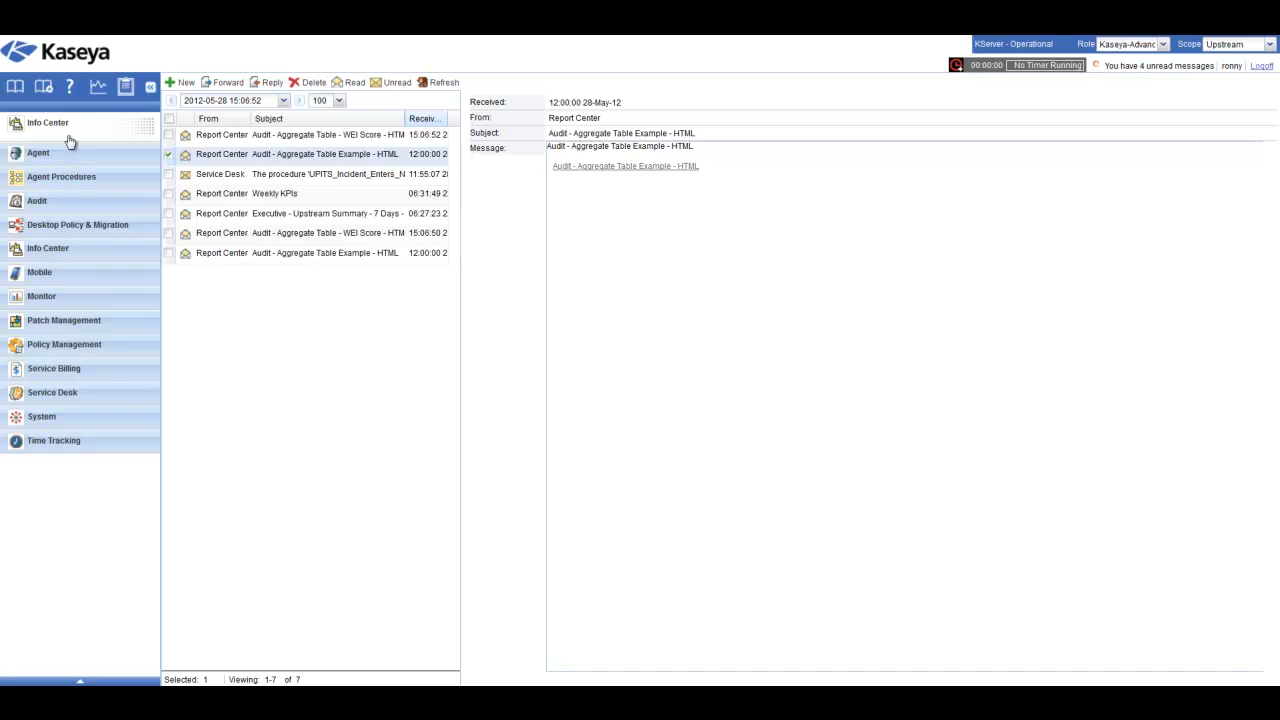 Kaseya
KServer - Operational Role Kaseya-Advanc Scope Upstream
00:00:00 No Timer Running You have 4 unread messages ronny Logoff
New Forward Reply Delete Read Unread Refresh
2012-05-28 15:06:52 100
From Subject Receiv...
Report Center Audit - Aggregate Table - WEI Score - HTM 15:06:52 2
Report Center Audit - Aggregate Table Example - HTML 12:00:00 2
Service Desk The procedure 'UPITS_Incident_Enters_N 11:55:07 2
Report Center Weekly KPIs 06:31:49 2
Report Center Executive - Upstream Summary - 7 Days - 06:27:23 2
Report Center Audit - Aggregate Table - WEI Score - HTM 15:06:50 2
Report Center Audit - Aggregate Table Example - HTML 12:00:00 2
Info Center
Agent
Agent Procedures
Audit
Desktop Policy & Migration
Info Center
Mobile
Monitor
Patch Management
Policy Management
Service Billing
Service Desk
System
Time Tracking
Received: 12:00:00 28-May-12
From: Report Center
Subject: Audit - Aggregate Table Example - HTML
Message: Audit - Aggregate Table Example - HTML
Audit - Aggregate Table Example - HTML
Selected: 1 Viewing: 1-7 of 7